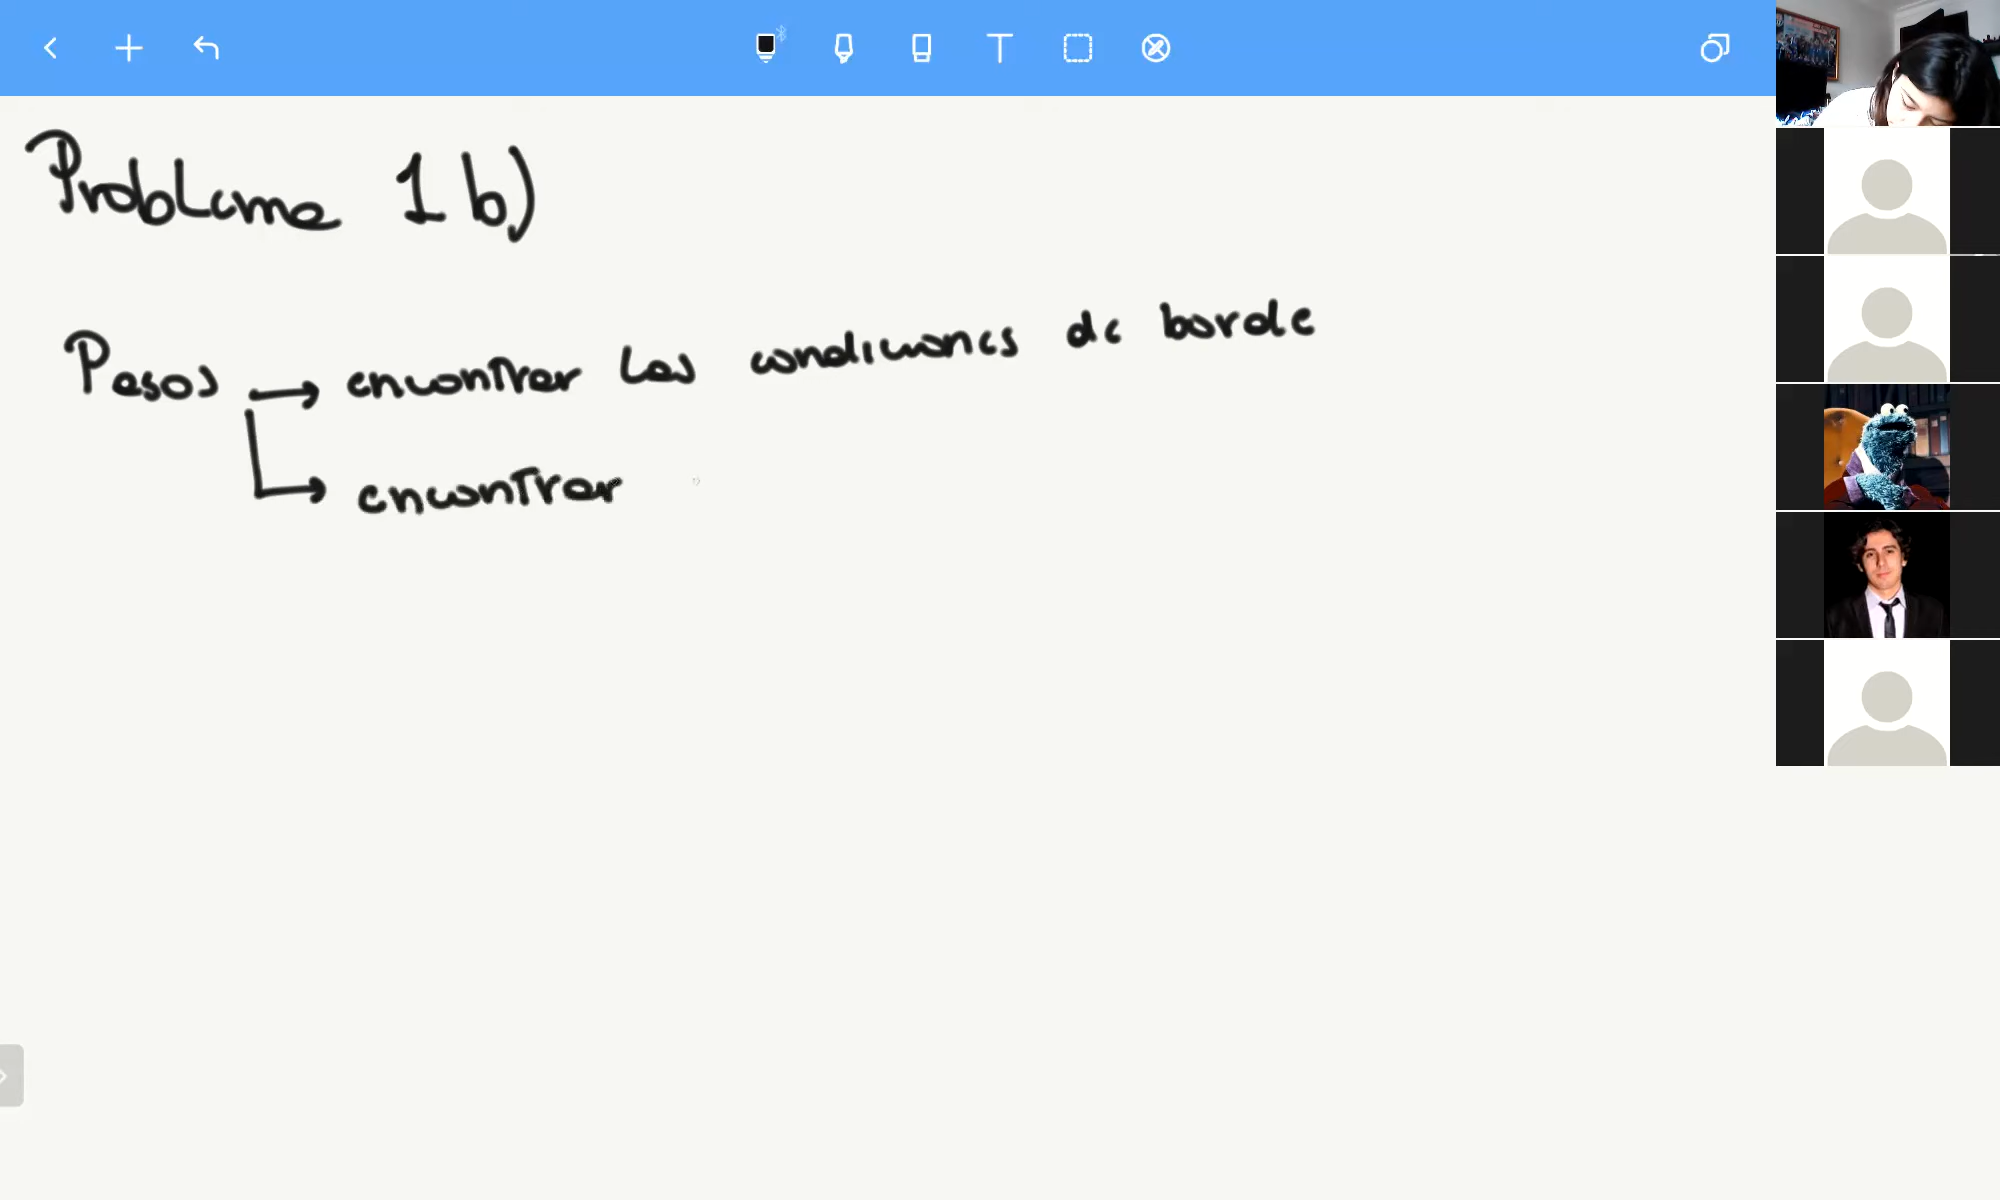 Problema 1 b)
Pasos → encontrar las condiciones de borde
→ encontrar